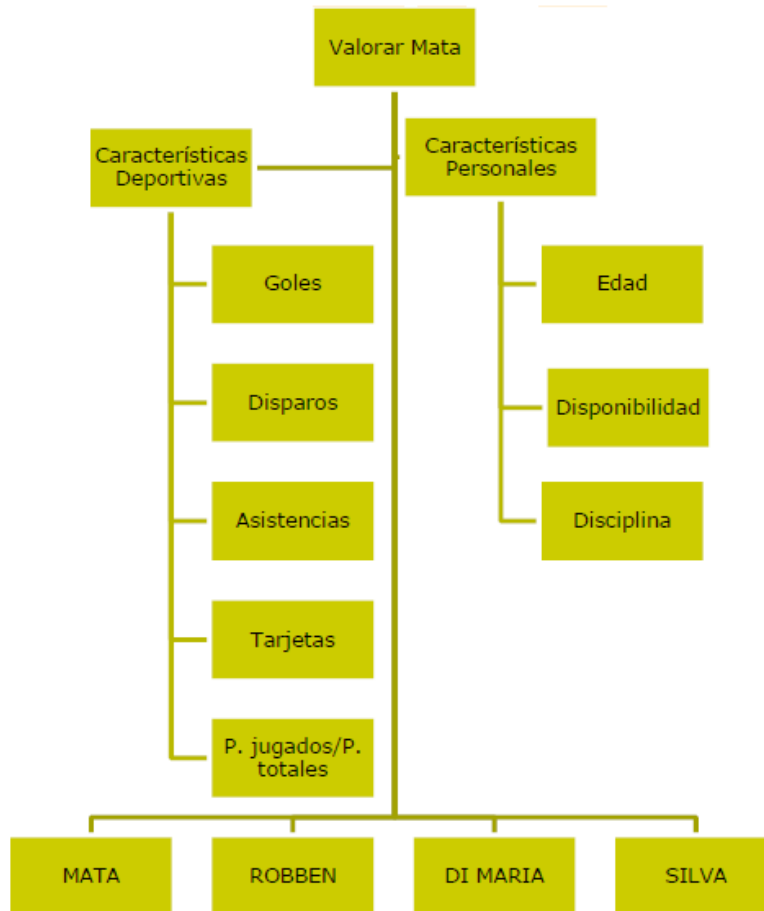 Valorar Mata
Características
Deportivas
Características
Personales
Goles
Edad
Disparos
Disponibilidad
Asistencias
Disciplina
Tarjetas
P. jugados/P.
totales
MATA
ROBBEN
DI MARIA
SILVA